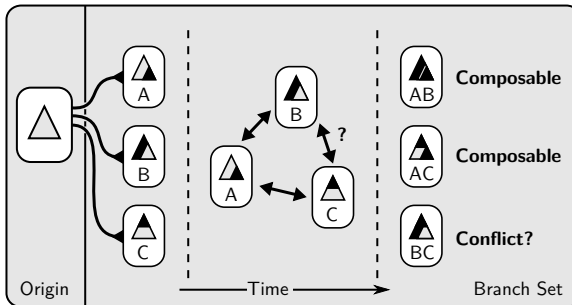 A
B
C
B
?
A
C
AB
Composable
AC
Composable
BC
Conflict?
Origin
Time
Branch Set